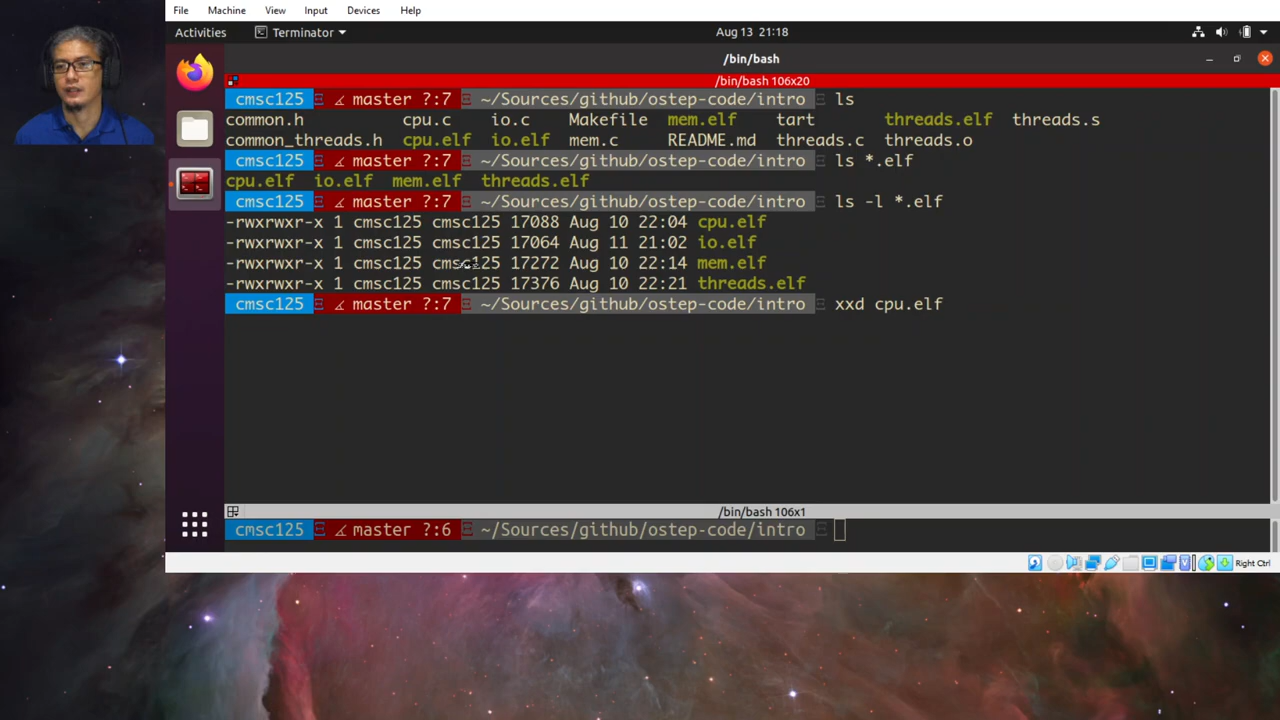 File Machine View Input Devices Help
Activities Terminator Aug 13 21:18
/bin/bash
/bin/bash 106x20
cmsc125 master ?:7 ~/Sources/github/ostep-code/intro ls
common.h cpu.c io.c Makefile mem.elf tart threads.elf threads.s
common_threads.h cpu.elf io.elf mem.c README.md threads.c threads.o
cmsc125 master ?:7 ~/Sources/github/ostep-code/intro ls *.elf
cpu.elf io.elf mem.elf threads.elf
cmsc125 master ?:7 ~/Sources/github/ostep-code/intro ls -l *.elf
-rwxrwxr-x 1 cmsc125 cmsc125 17088 Aug 10 22:04 cpu.elf
-rwxrwxr-x 1 cmsc125 cmsc125 17064 Aug 11 21:02 io.elf
-rwxrwxr-x 1 cmsc125 cmsc125 17272 Aug 10 22:14 mem.elf
-rwxrwxr-x 1 cmsc125 cmsc125 17376 Aug 10 22:21 threads.elf
cmsc125 master ?:7 ~/Sources/github/ostep-code/intro xxd cpu.elf
/bin/bash 106x1
cmsc125 master ?:6 ~/Sources/github/ostep-code/intro
Right Ctrl